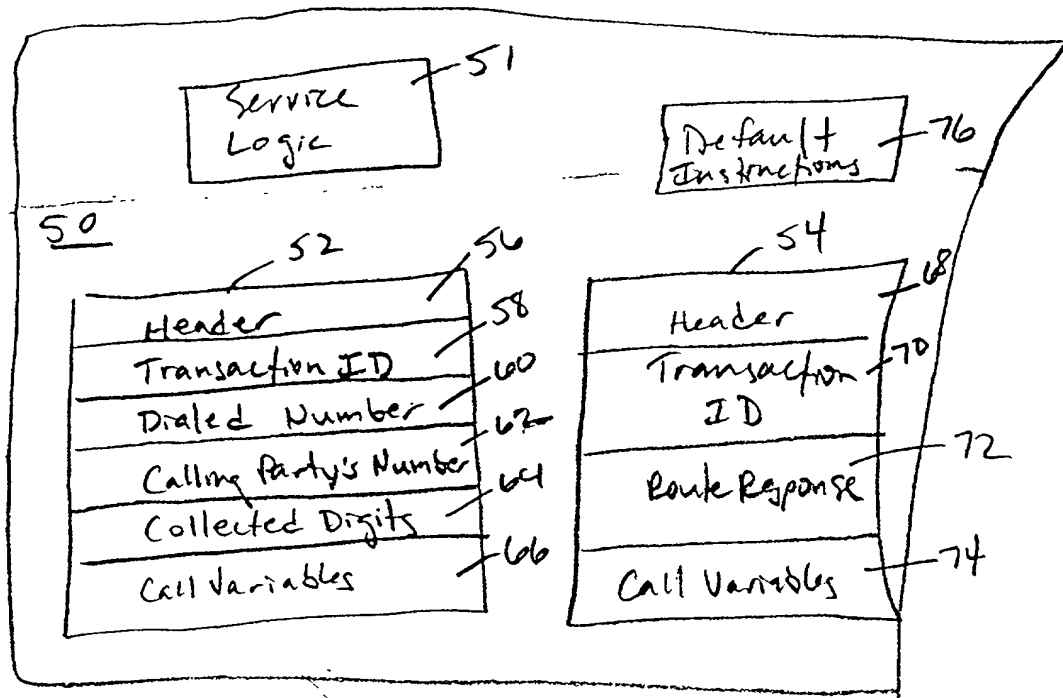 51
Service
Logic
76
Default
Instructions
50
52
56
Header
58
Transaction ID
60
Dialed Number
62
Calling Party's Number
64
Collected Digits
66
Call Variables
54
68
Header
70
Transaction
ID
72
Route Response
74
Call Variables